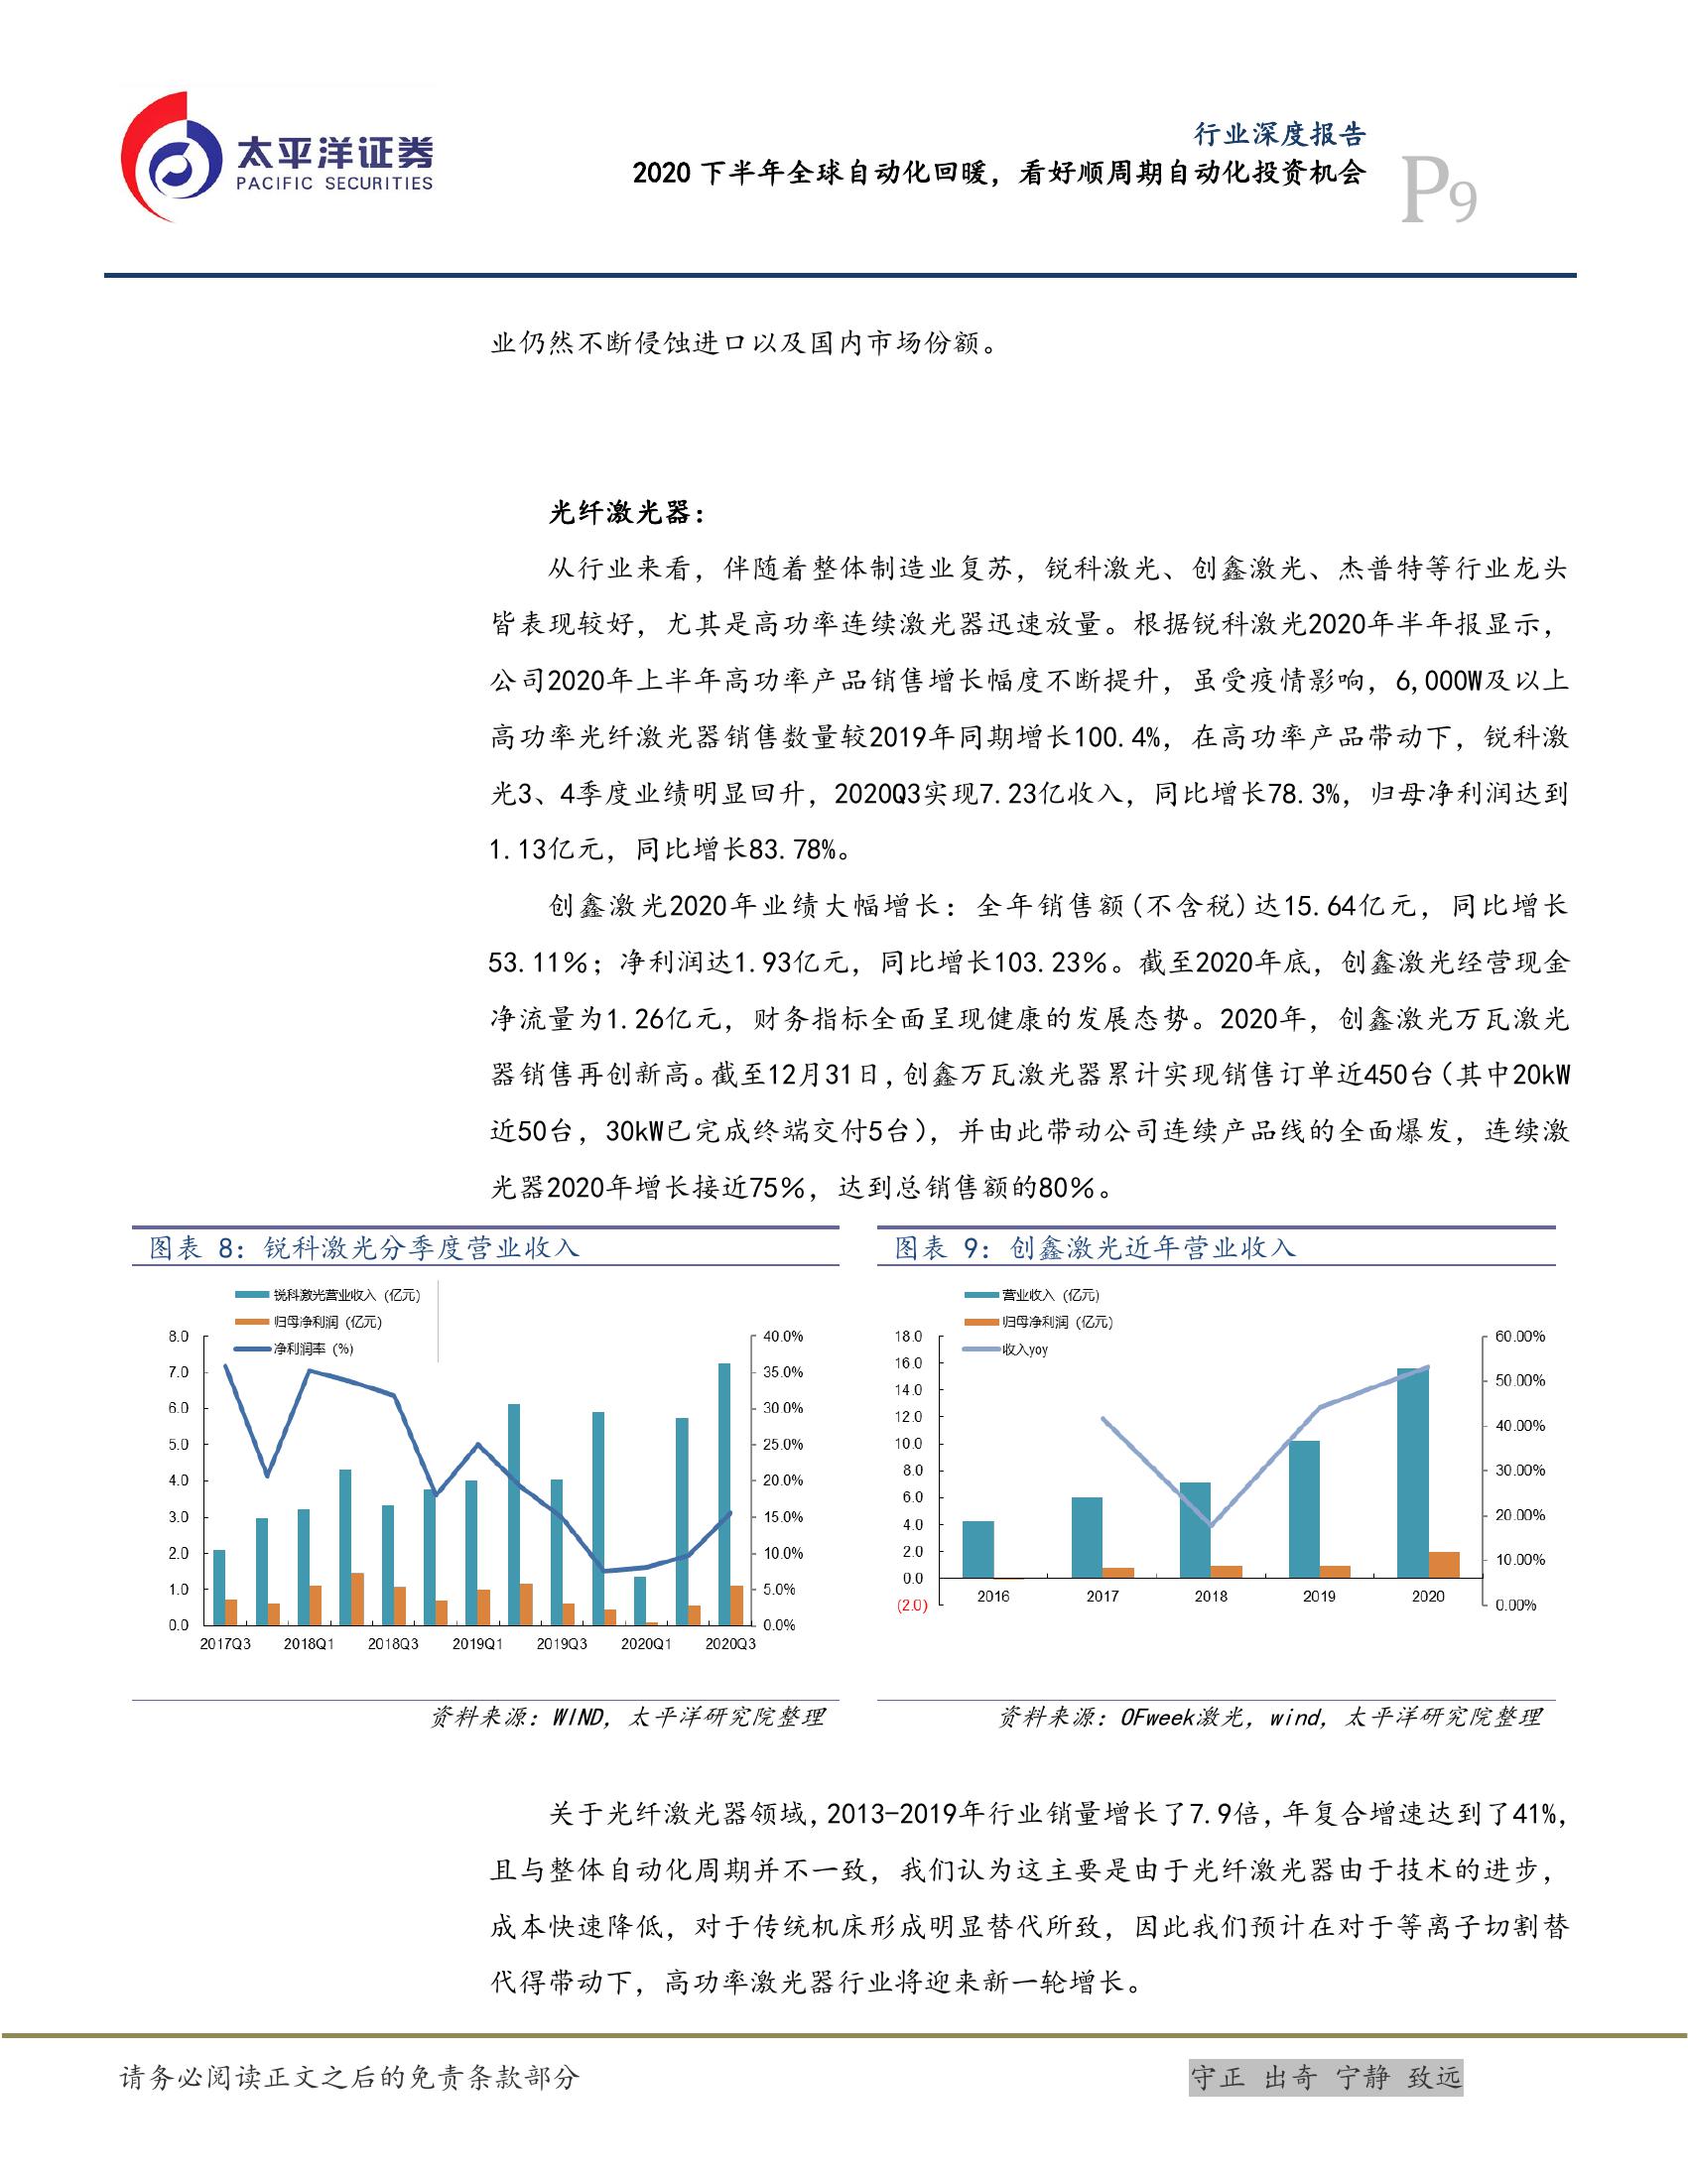 太平洋证券
PACIFIC SECURITIES
行业深度报告
2020 下半年全球自动化回暖，看好顺周期自动化投资机会
P9
业仍然不断侵蚀进口以及国内市场份额。
光纤激光器：
从行业来看，伴随着整体制造业复苏，锐科激光、创鑫激光、杰普特等行业龙头
皆表现较好，尤其是高功率连续激光器迅速放量。根据锐科激光2020年半年报显示，
公司2020年上半年高功率产品销售增长幅度不断提升，虽受疫情影响，6,000W及以上
高功率光纤激光器销售数量较2019年同期增长100.4%，在高功率产品带动下，锐科激
光3、4季度业绩明显回升，2020Q3实现7.23亿收入，同比增长78.3%，归母净利润达到
1.13亿元，同比增长83.78%。
创鑫激光2020年业绩大幅增长：全年销售额(不含税)达15.64亿元，同比增长
53.11％；净利润达1.93亿元，同比增长103.23％。截至2020年底，创鑫激光经营现金
净流量为1.26亿元，财务指标全面呈现健康的发展态势。2020年，创鑫激光万瓦激光
器销售再创新高。截至12月31日，创鑫万瓦激光器累计实现销售订单近450台（其中20kW
近50台，30kW已完成终端交付5台），并由此带动公司连续产品线的全面爆发，连续激
光器2020年增长接近75％，达到总销售额的80％。
图表 8：锐科激光分季度营业收入
锐科激光营业收入（亿元）
归母净利润（亿元）
净利润率（%）
8.0
7.0
6.0
5.0
4.0
3.0
2.0
1.0
0.0
40.0%
35.0%
30.0%
25.0%
20.0%
15.0%
10.0%
5.0%
0.0%
2017Q3 2018Q1 2018Q3 2019Q1 2019Q3 2020Q1 2020Q3
资料来源：WIND，太平洋研究院整理
图表 9：创鑫激光近年营业收入
营业收入（亿元）
归母净利润（亿元）
收入yoy
18.0
16.0
14.0
12.0
10.0
8.0
6.0
4.0
2.0
0.0
(2.0)
60.00%
50.00%
40.00%
30.00%
20.00%
10.00%
0.00%
2016 2017 2018 2019 2020
资料来源：OFweek激光，wind，太平洋研究院整理
关于光纤激光器领域，2013-2019年行业销量增长了7.9倍，年复合增速达到了41%，
且与整体自动化周期并不一致，我们认为这主要是由于光纤激光器由于技术的进步，
成本快速降低，对于传统机床形成明显替代所致，因此我们预计在对于等离子切割替
代得带动下，高功率激光器行业将迎来新一轮增长。
请务必阅读正文之后的免责条款部分
守正 出奇 宁静 致远